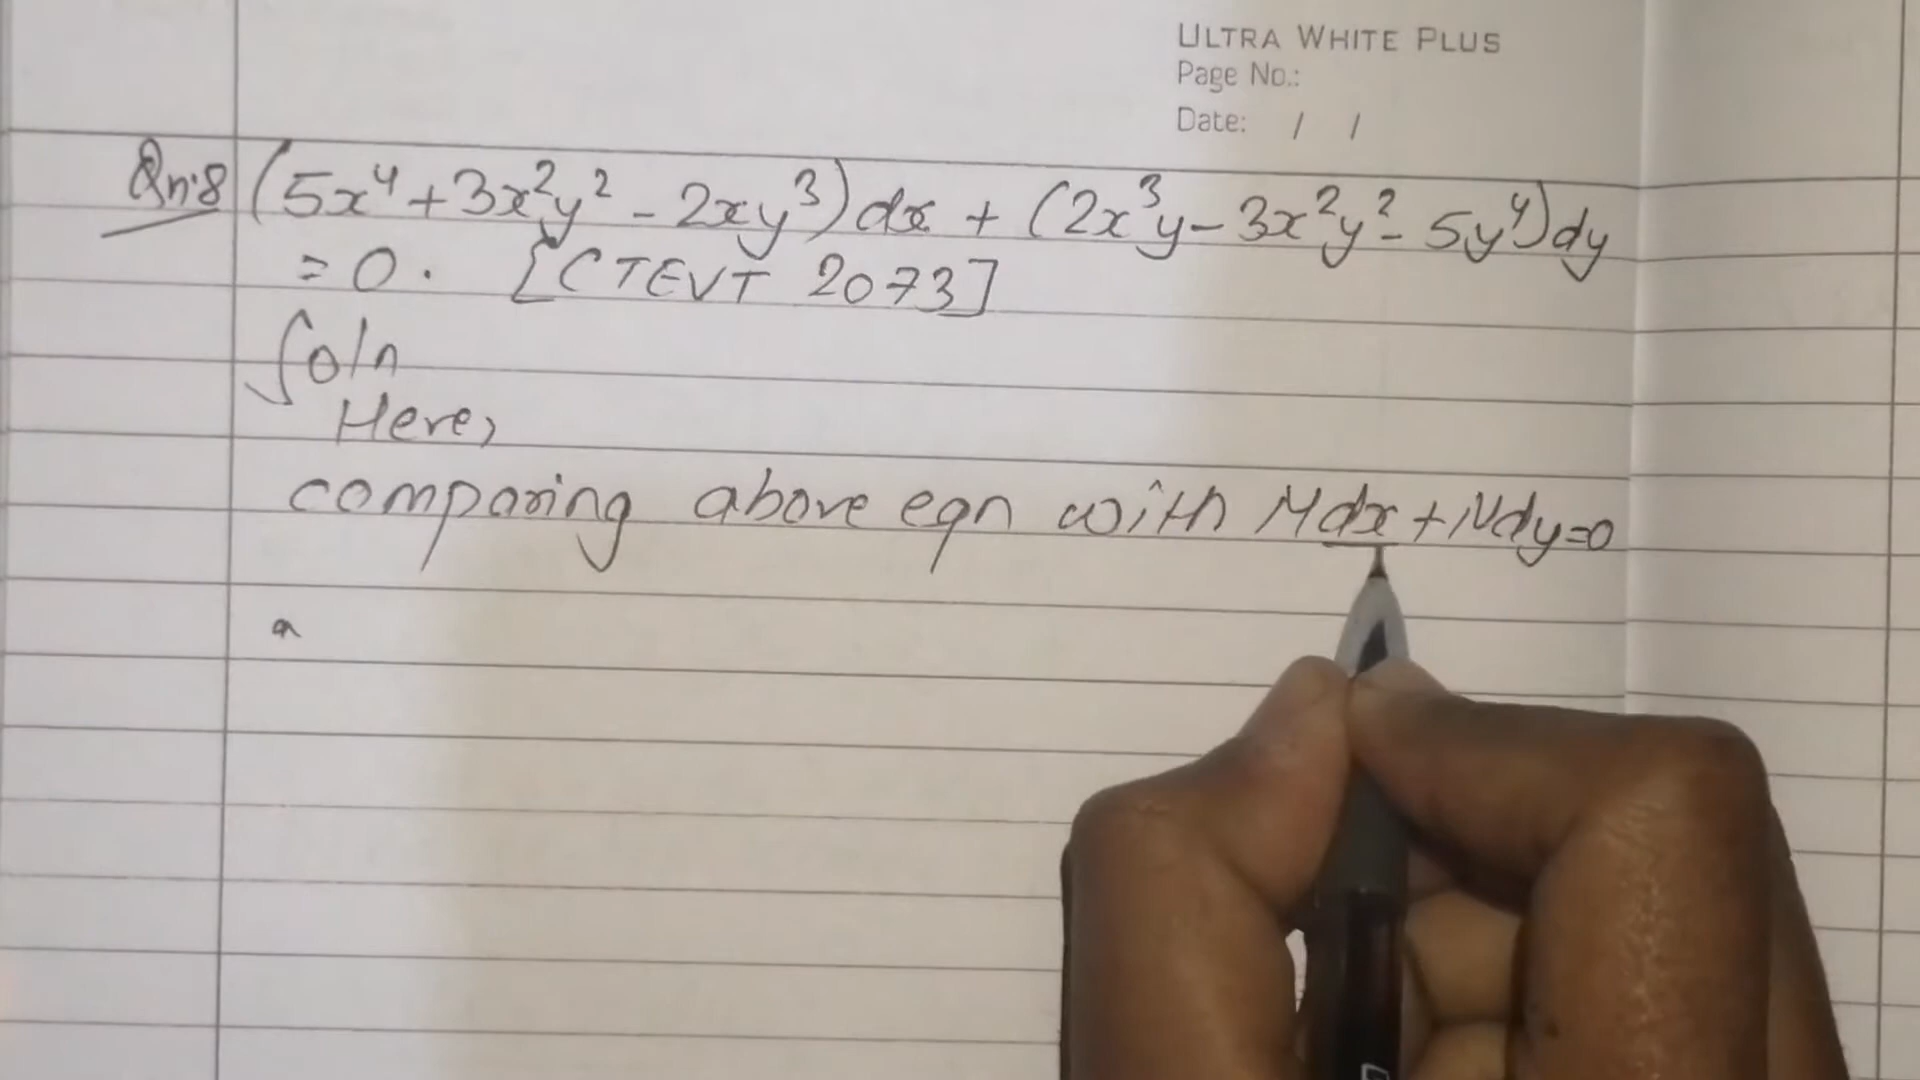 ULTRA WHITE PLUS
Page No.:
Date: / /
Qn.8 (5x⁴ + 3x²y² - 2xy³) dx + (2x³y - 3x²y² - 5y⁴) dy
= 0. [CTEVT 2073]
Soln
Here,
comparing above eqn with Mdx + Ndy = 0